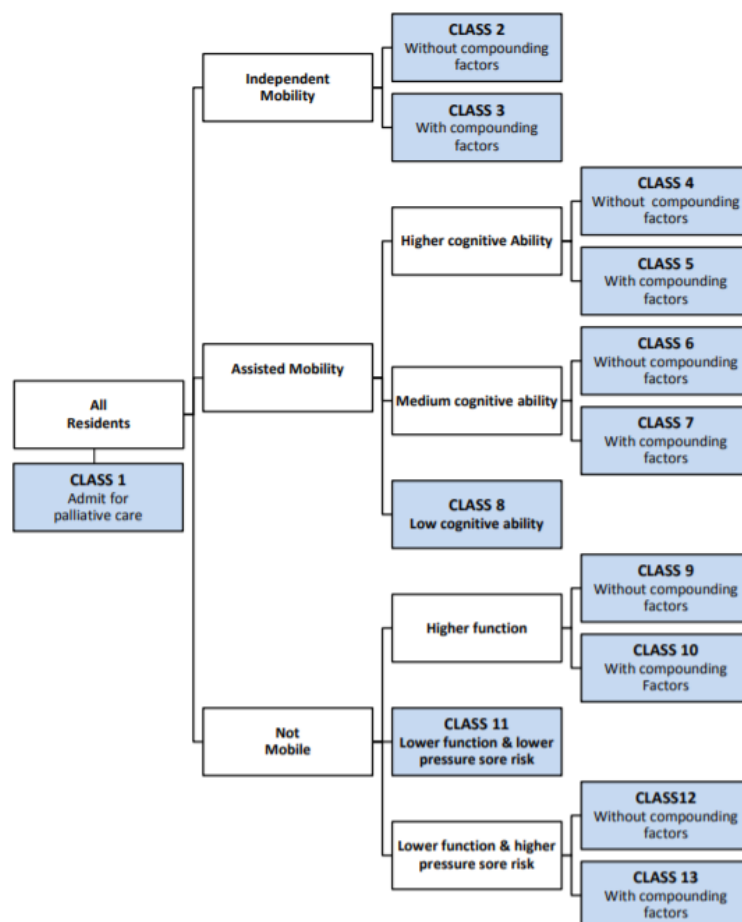 CLASS 2
Without compounding
factors
Independent
Mobility
CLASS 3
With compounding
factors
CLASS 4
Without compounding
factors
Higher cognitive Ability
CLASS 5
With compounding
factors
CLASS 6
Without compounding
factors
Assisted Mobility
Medium cognitive ability
CLASS 7
With compounding
factors
All
Residents
CLASS 1
Admit for
palliative care
CLASS 8
Low cognitive ability
CLASS 9
Without compounding
factors
Higher function
CLASS 10
With compounding
Factors
Not
Mobile
CLASS 11
Lower function & lower
pressure sore risk
CLASS12
Without compounding
factors
Lower function & higher
pressure sore risk
CLASS 13
With compounding
factors